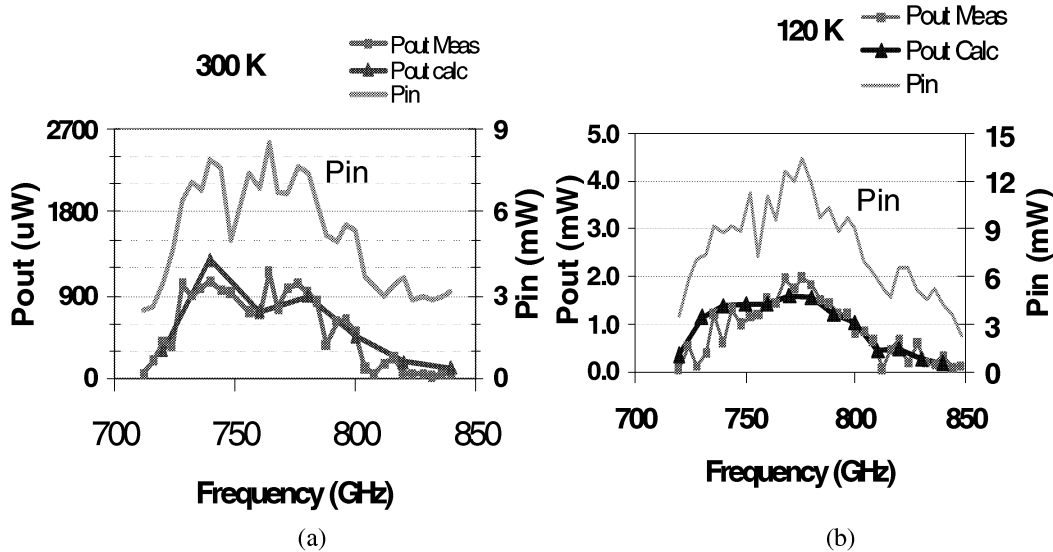 300 K
Pout Meas
Pout calc
Pin
2700
1800
900
0
Pout (uW)
Pin
9
6
3
0
Pin (mW)
700 750 800 850
Frequency (GHz)
(a)
120 K
Pout Meas
Pout Calc
Pin
5.0
4.0
3.0
2.0
1.0
0.0
Pout (mW)
Pin
15
12
9
6
3
0
Pin (mW)
700 750 800 850
Frequency (GHz)
(b)